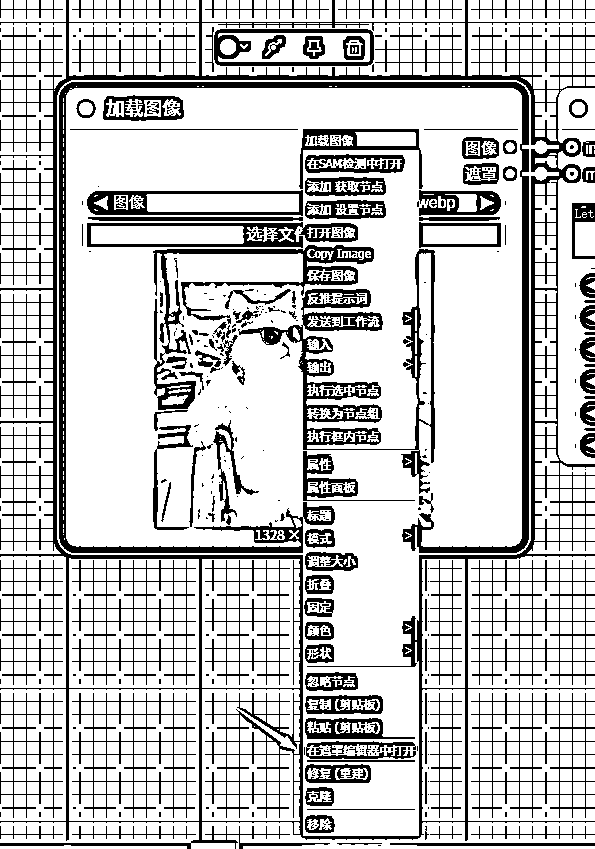 加载图像
加载图像
图像
在SAM检测中打开
遮罩
添加 获取节点
图像
webp
添加 设置节点
Let
选择文件
打开图像
Copy Image
保存图像
反推提示词
发送到工作流
输入
输出
执行选中节点
转换为节点组
执行框内节点
属性
属性面板
标题
1328 ×
模式
调整大小
折叠
固定
颜色
形状
忽略节点
复制 (剪贴板)
粘贴 (剪贴板)
在遮罩编辑器中打开
修复 (重建)
克隆
移除